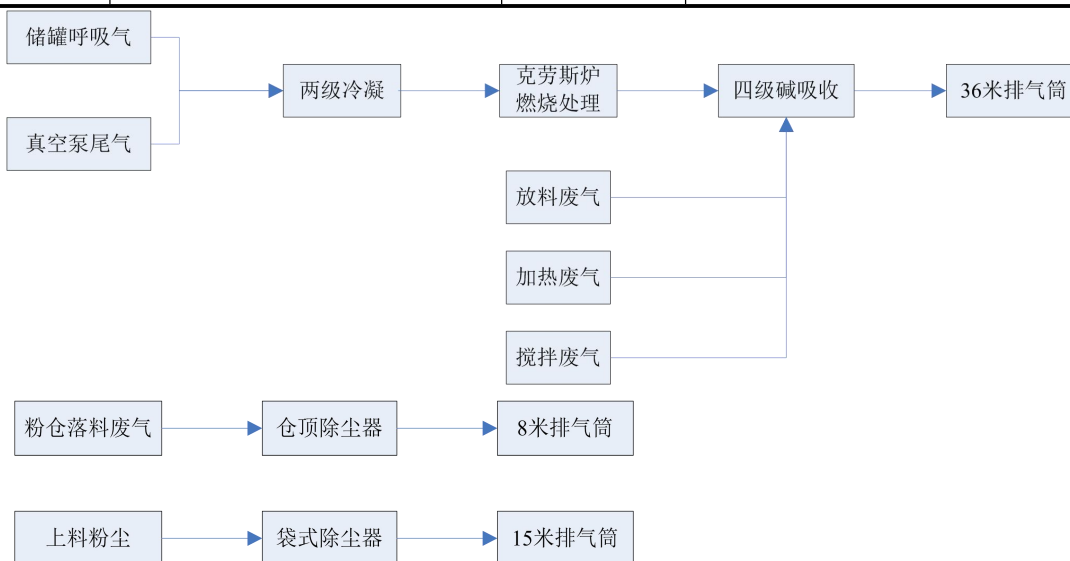 储罐呼吸气
真空泵尾气
两级冷凝
克劳斯炉
燃烧处理
四级碱吸收
36米排气筒
放料废气
加热废气
搅拌废气
粉仓落料废气
仓顶除尘器
8米排气筒
上料粉尘
袋式除尘器
15米排气筒